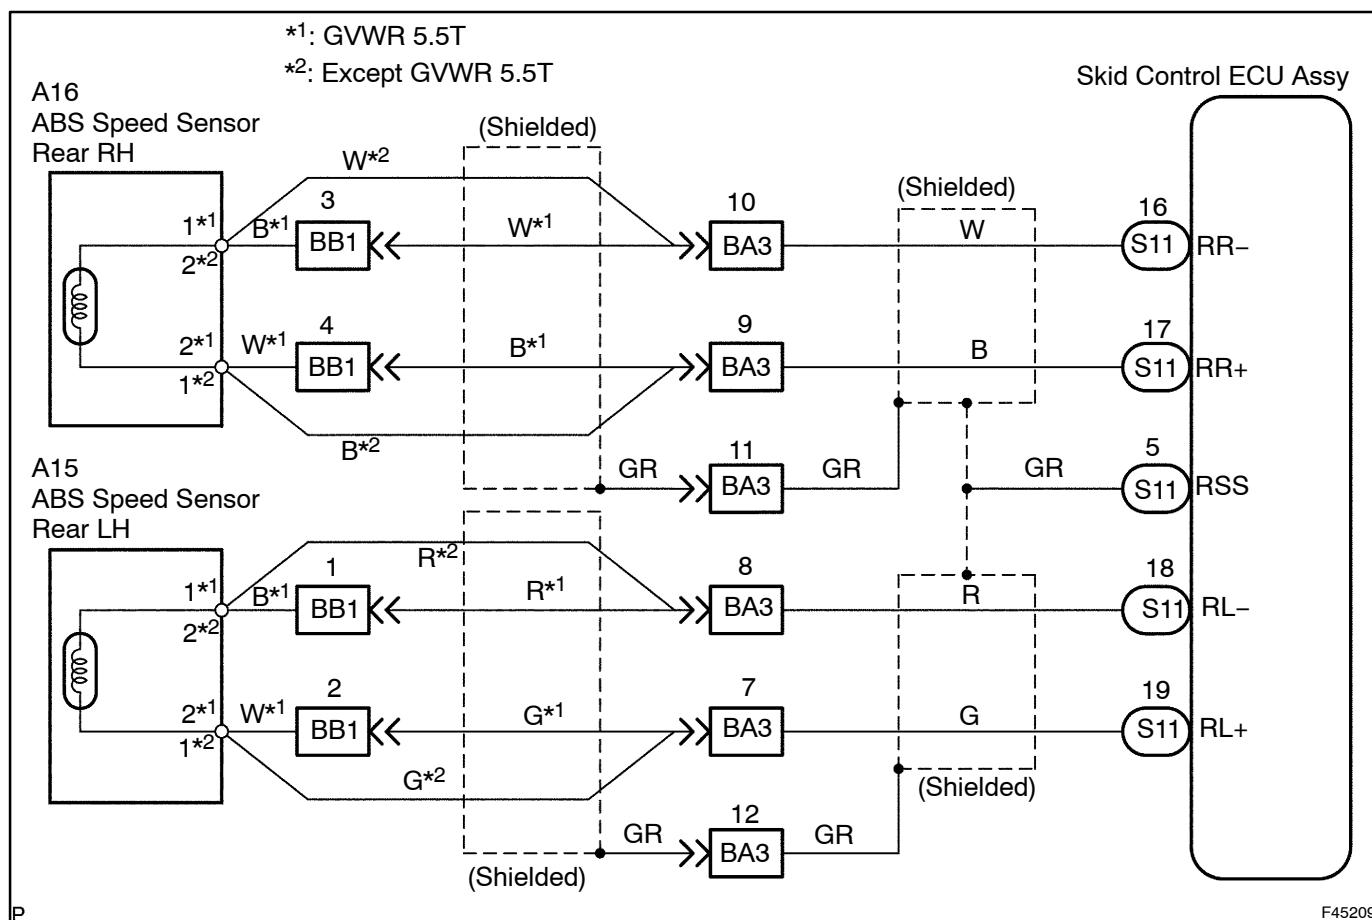 *1: GVWR 5.5T
*2: Except GVWR 5.5T
Skid Control ECU Assy
A16
ABS Speed Sensor
Rear RH
(Shielded)
W*2
(Shielded)
1*1
B*1
3
BB1
W*1
10
BA3
W
16
S11
RR−
2*2
2*1
W*1
4
BB1
B*1
9
BA3
B
17
S11
RR+
1*2
B*2
GR
11
BA3
GR
GR
5
S11
RSS
A15
ABS Speed Sensor
Rear LH
R*2
1*1
B*1
1
BB1
R*1
8
BA3
R
18
S11
RL−
2*2
2*1
W*1
2
BB1
G*1
7
BA3
G
19
S11
RL+
1*2
G*2
(Shielded)
GR
12
BA3
GR
(Shielded)
P
F45209